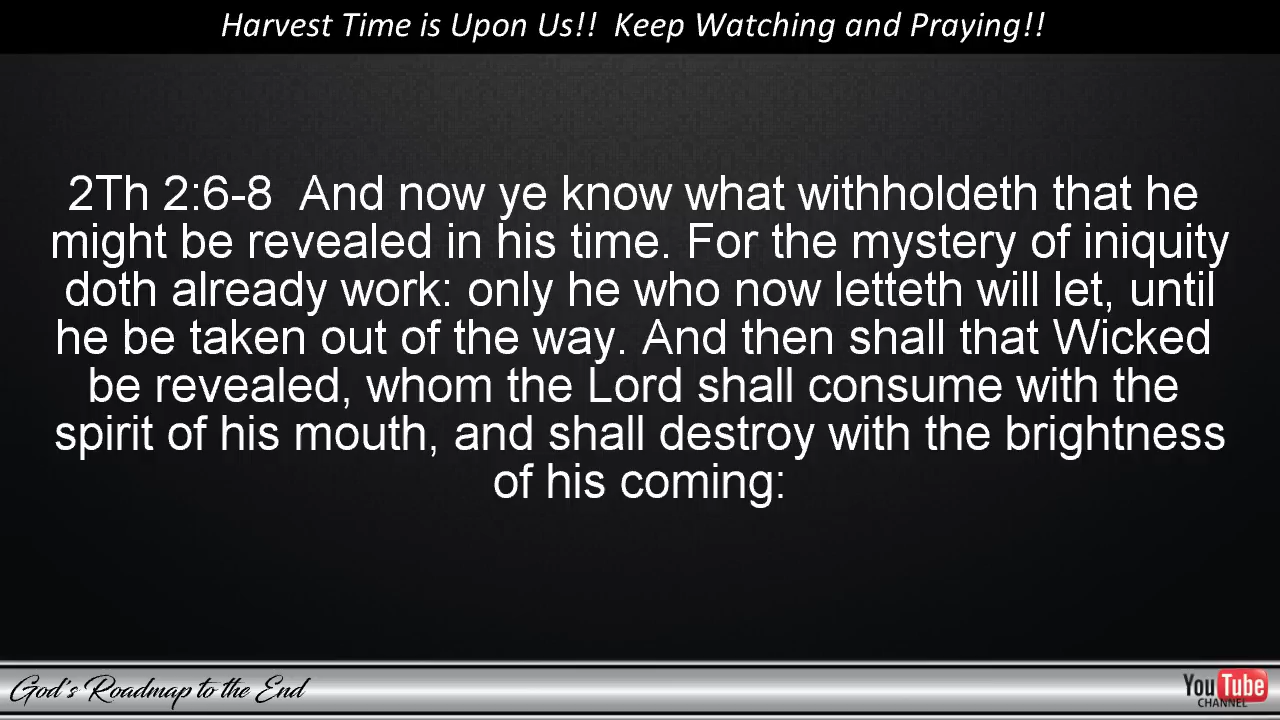 Harvest Time is Upon Us!!  Keep Watching and Praying!!
2Th 2:6-8  And now ye know what withholdeth that he
might be revealed in his time. For the mystery of iniquity
doth already work: only he who now letteth will let, until
he be taken out of the way. And then shall that Wicked
be revealed, whom the Lord shall consume with the
spirit of his mouth, and shall destroy with the brightness
of his coming:
God's Roadmap to the End
YouTube
CHANNEL